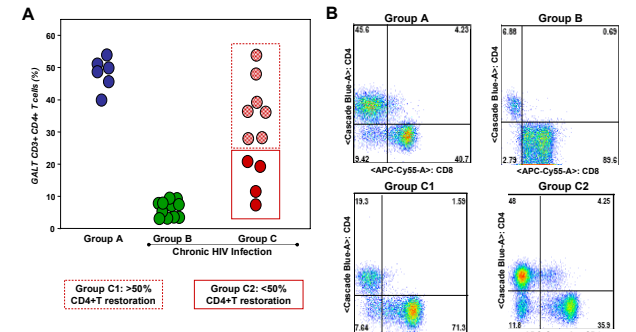 A
GALT CD3+ CD4+ T cells (%)
60
50
40
30
20
10
0
Group A
Group B
Group C
Chronic HIV Infection
Group C1: >50%
CD4+T restoration
Group C2: <50%
CD4+T restoration
B
Group A
45.6
4.23
<Cascade Blue-A>: CD4
9.42
40.7
<APC-Cy55-A>: CD8
Group B
6.88
0.69
<Cascade Blue-A>: CD4
2.79
89.6
<APC-Cy55-A>: CD8
Group C1
19.3
1.59
<Cascade Blue-A>: CD4
7.64
71.3
Group C2
48
4.25
<Cascade Blue-A>: CD4
11.8
35.9